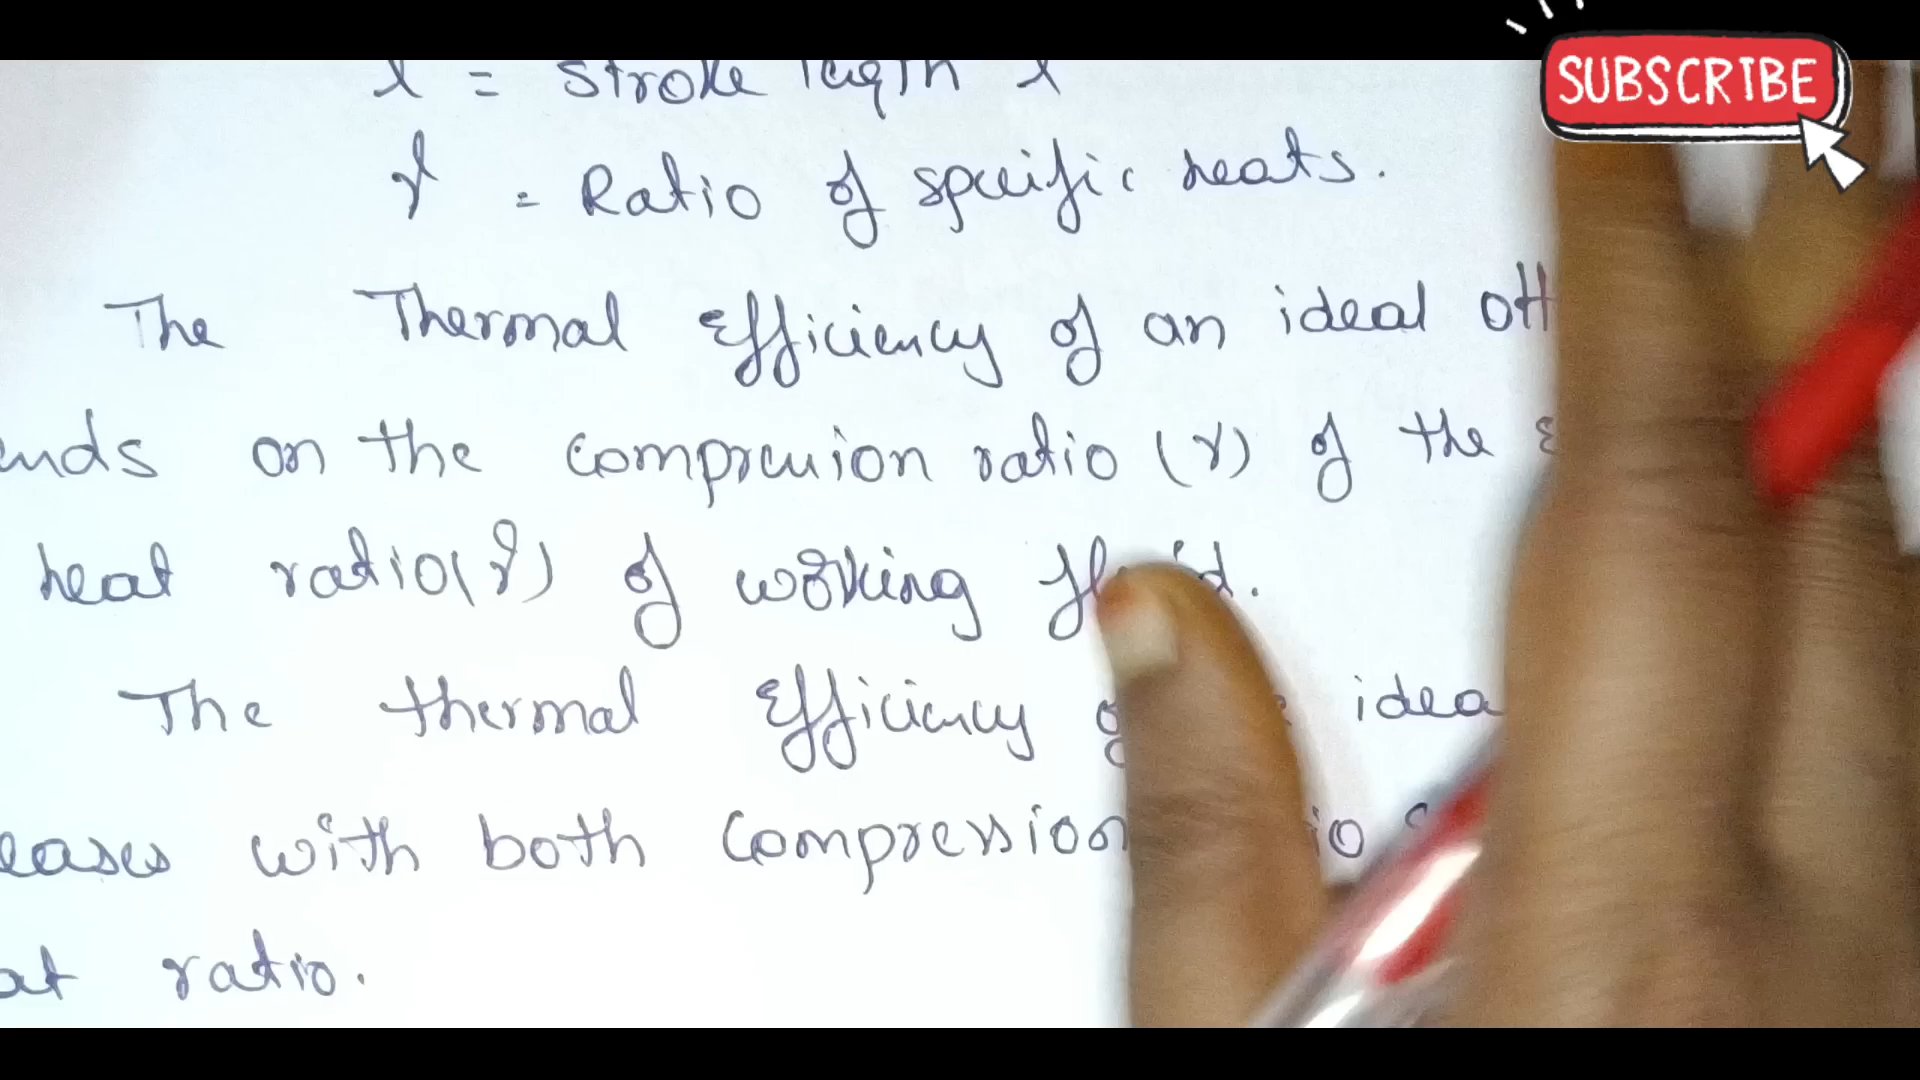 SUBSCRIBE
= Stroke
γ = Ratio of specific heats.
The Thermal Efficiency of an ideal ott
ends on the compression ratio (r) of the
heat ratio(γ) of working
The thermal Efficiency idea
eases with both Compression
at ratio.